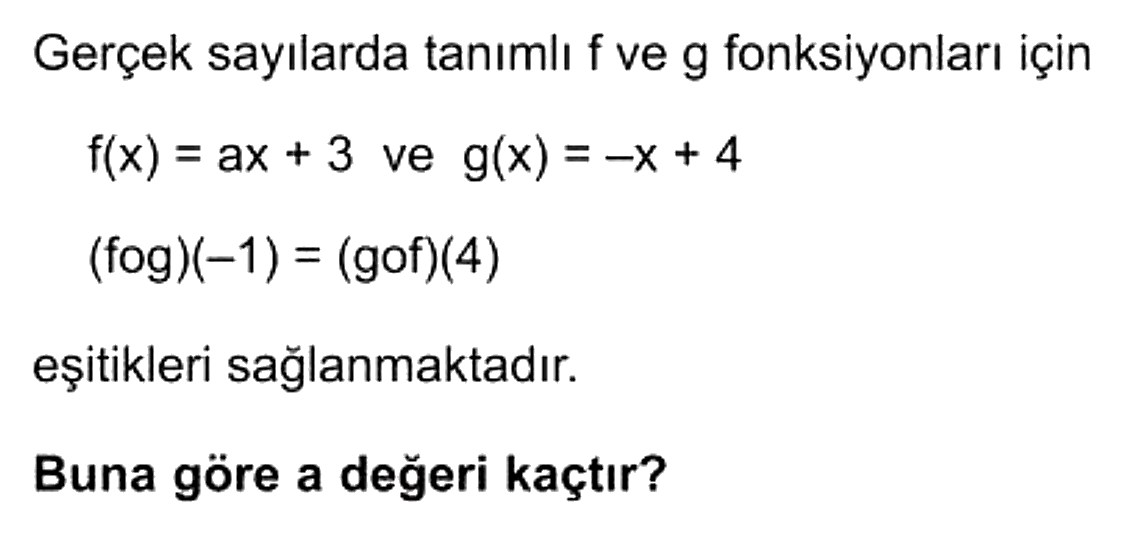 Gerçek sayılarda tanımlı f ve g fonksiyonları için
f(x) = ax + 3 ve g(x) = –x + 4
(fog)(–1) = (gof)(4)
eşitikleri sağlanmaktadır.
Buna göre a değeri kaçtır?